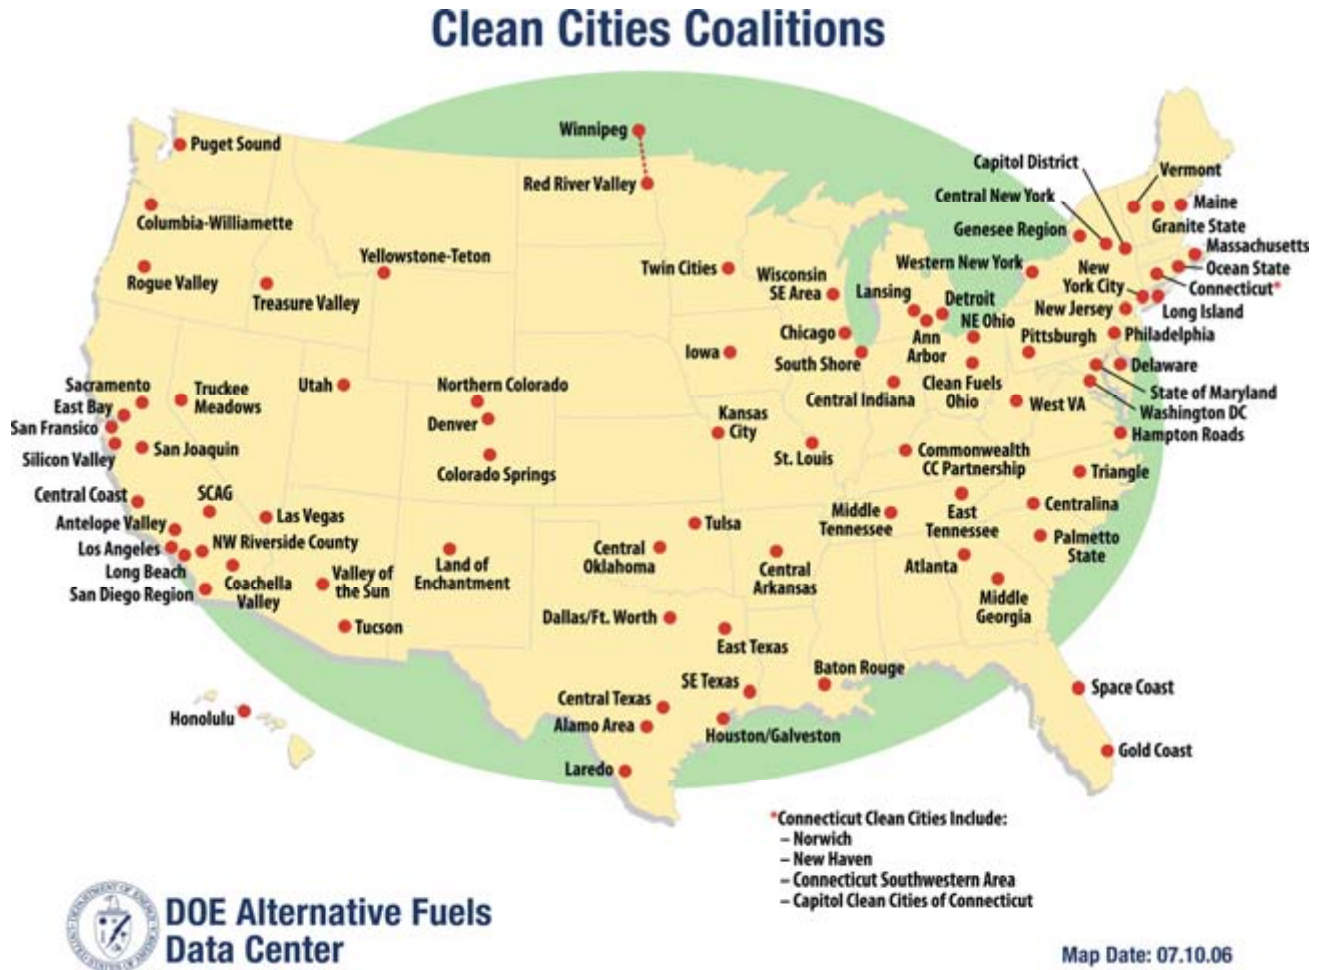 Clean Cities Coalitions
Winnipeg
Puget Sound
Capitol District
Vermont
Red River Valley
Central New York
Maine
Columbia-Williamette
Genesee Region
Granite State
Massachusetts
Yellowstone-Teton
Twin Cities
Wisconsin
SE Area
Western New York
New
York City
Ocean State
Rogue Valley
Treasure Valley
Lansing
Detroit
Connecticut*
New Jersey
Long Island
Chicago
Ann
Arbor
NE Ohio
Pittsburgh
Philadelphia
Iowa
South Shore
Delaware
Sacramento
Truckee
Meadows
Utah
Northern Colorado
Central Indiana
Clean Fuels
Ohio
State of Maryland
East Bay
Denver
Kansas
City
West VA
Washington DC
San Fransico
Hampton Roads
Silicon Valley
San Joaquin
Colorado Springs
St. Louis
Commonwealth
CC Partnership
Triangle
Central Coast
SCAG
Las Vegas
Tulsa
Middle
Tennessee
East
Tennessee
Centralina
Antelope Valley
Los Angeles
NW Riverside County
Central
Oklahoma
Palmetto
State
Long Beach
Coachella
Valley
Valley of
the Sun
Land of
Enchantment
Central
Arkansas
Atlanta
San Diego Region
Middle
Georgia
Tucson
Dallas/Ft. Worth
East Texas
Baton Rouge
SE Texas
Space Coast
Honolulu
Central Texas
Alamo Area
Houston/Galveston
Gold Coast
Laredo
*Connecticut Clean Cities Include:
– Norwich
– New Haven
– Connecticut Southwestern Area
– Capitol Clean Cities of Connecticut
DOE Alternative Fuels
Data Center
Map Date: 07.10.06